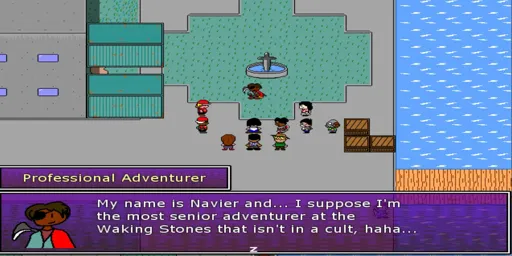 Professional Adventurer
My name is Navier and... I suppose I'm
the most senior adventurer at the
Waking Stones that isn't in a cult, haha...
z